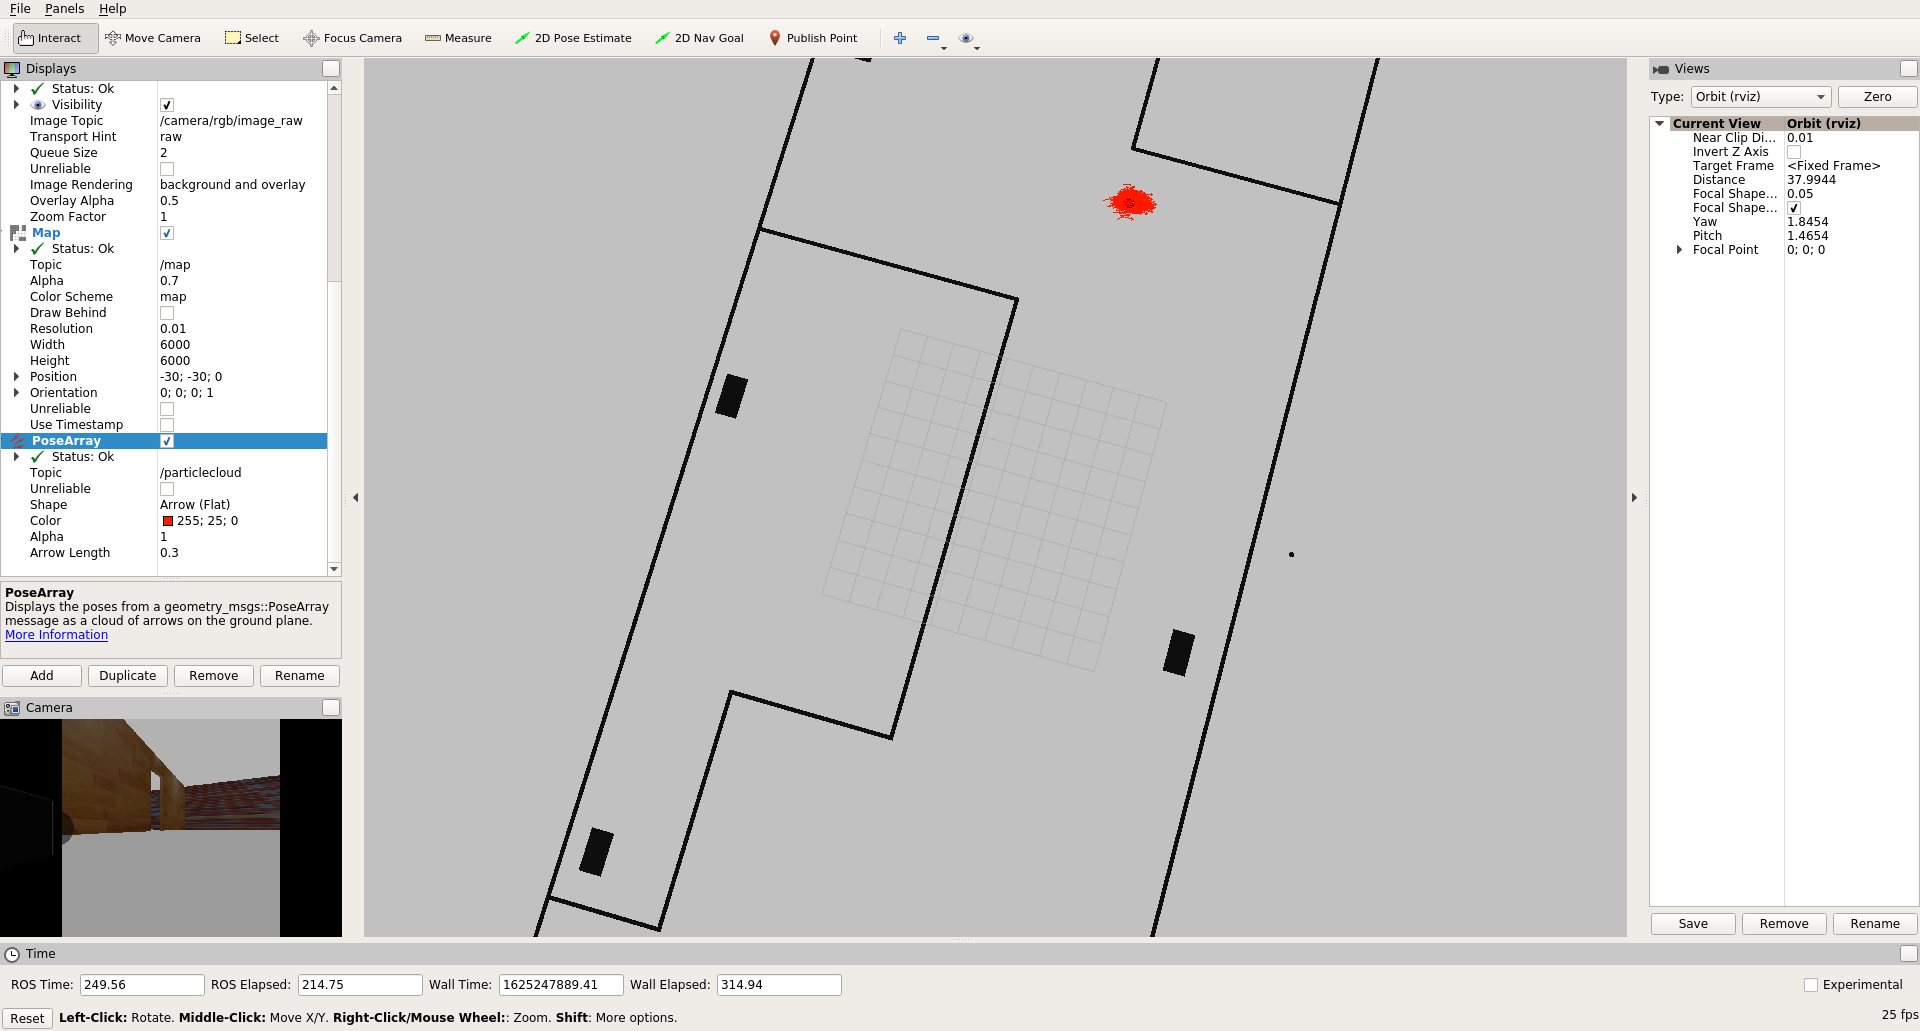 File Panels Help
Interact Move Camera Select Focus Camera Measure 2D Pose Estimate 2D Nav Goal Publish Point
Displays
Status: Ok
Visibility
Image Topic /camera/rgb/image_raw
Transport Hint raw
Queue Size 2
Unreliable
Image Rendering background and overlay
Overlay Alpha 0.5
Zoom Factor 1
Map
Status: Ok
Topic /map
Alpha 0.7
Color Scheme map
Draw Behind
Resolution 0.01
Width 6000
Height 6000
Position -30; -30; 0
Orientation 0; 0; 0; 1
Unreliable
Use Timestamp
PoseArray
Status: Ok
Topic /particlecloud
Unreliable
Shape Arrow (Flat)
Color 255; 25; 0
Alpha 1
Arrow Length 0.3
PoseArray
Displays the poses from a geometry_msgs::PoseArray
message as a cloud of arrows on the ground plane.
More Information
Add Duplicate Remove Rename
Camera
Views
Type: Orbit (rviz) Zero
Current View Orbit (rviz)
Near Clip Di... 0.01
Invert Z Axis
Target Frame <Fixed Frame>
Distance 37.9944
Focal Shape... 0.05
Focal Shape...
Yaw 1.8454
Pitch 1.4654
Focal Point 0; 0; 0
Save Remove Rename
Time
ROS Time: 249.56 ROS Elapsed: 214.75 Wall Time: 1625247889.41 Wall Elapsed: 314.94 Experimental
Reset Left-Click: Rotate. Middle-Click: Move X/Y. Right-Click/Mouse Wheel:: Zoom. Shift: More options. 25 fps